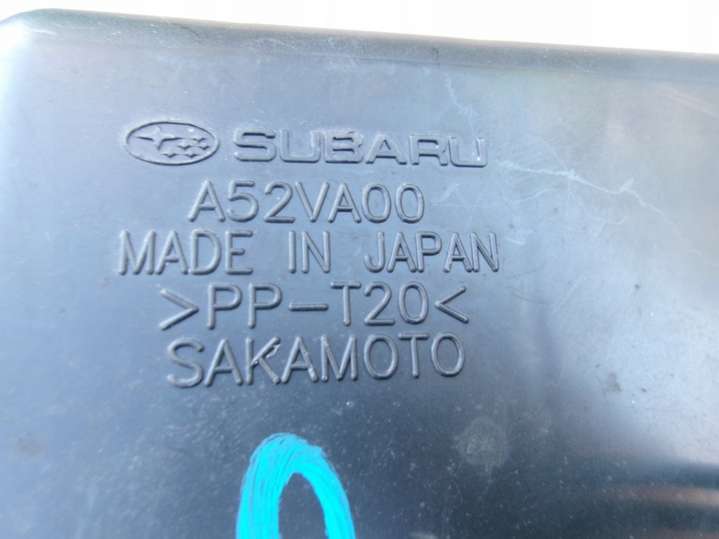 SUBARU
A52VA00
MADE IN JAPAN
>PP-T20<
SAKAMOTO